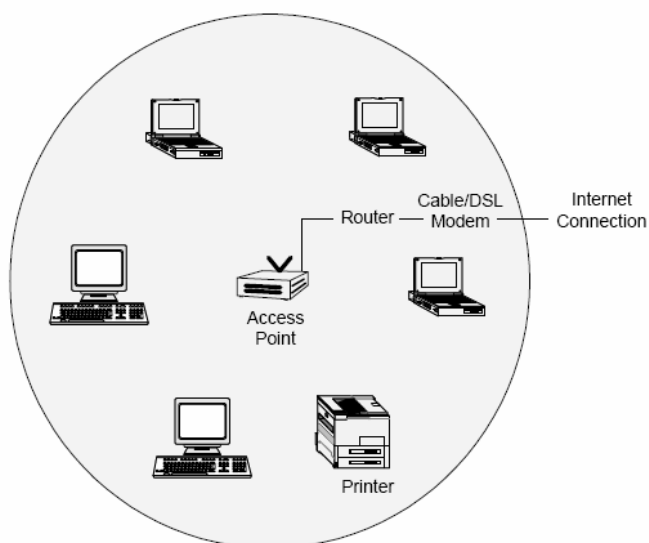 Router
Cable/DSL
Modem
Internet
Connection
Access
Point
Printer